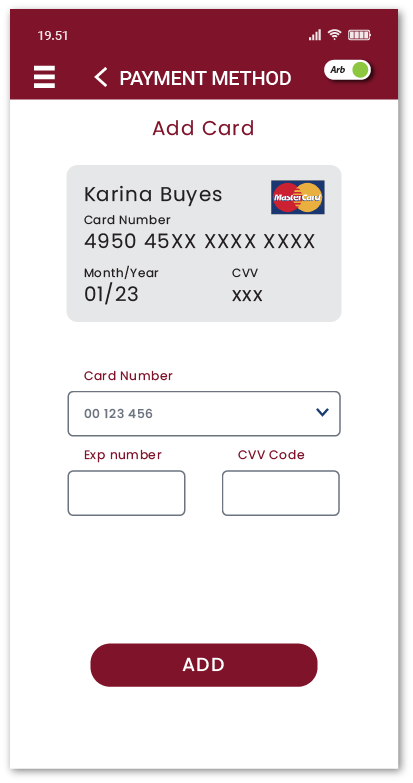 19.51
PAYMENT METHOD
Arb
Add Card
Karina Buyes
MasterCard
Card Number
4950 45XX XXXX XXXX
Month/Year
CVV
01/23
xxx
Card Number
00 123 456
Exp number
CVV Code
ADD